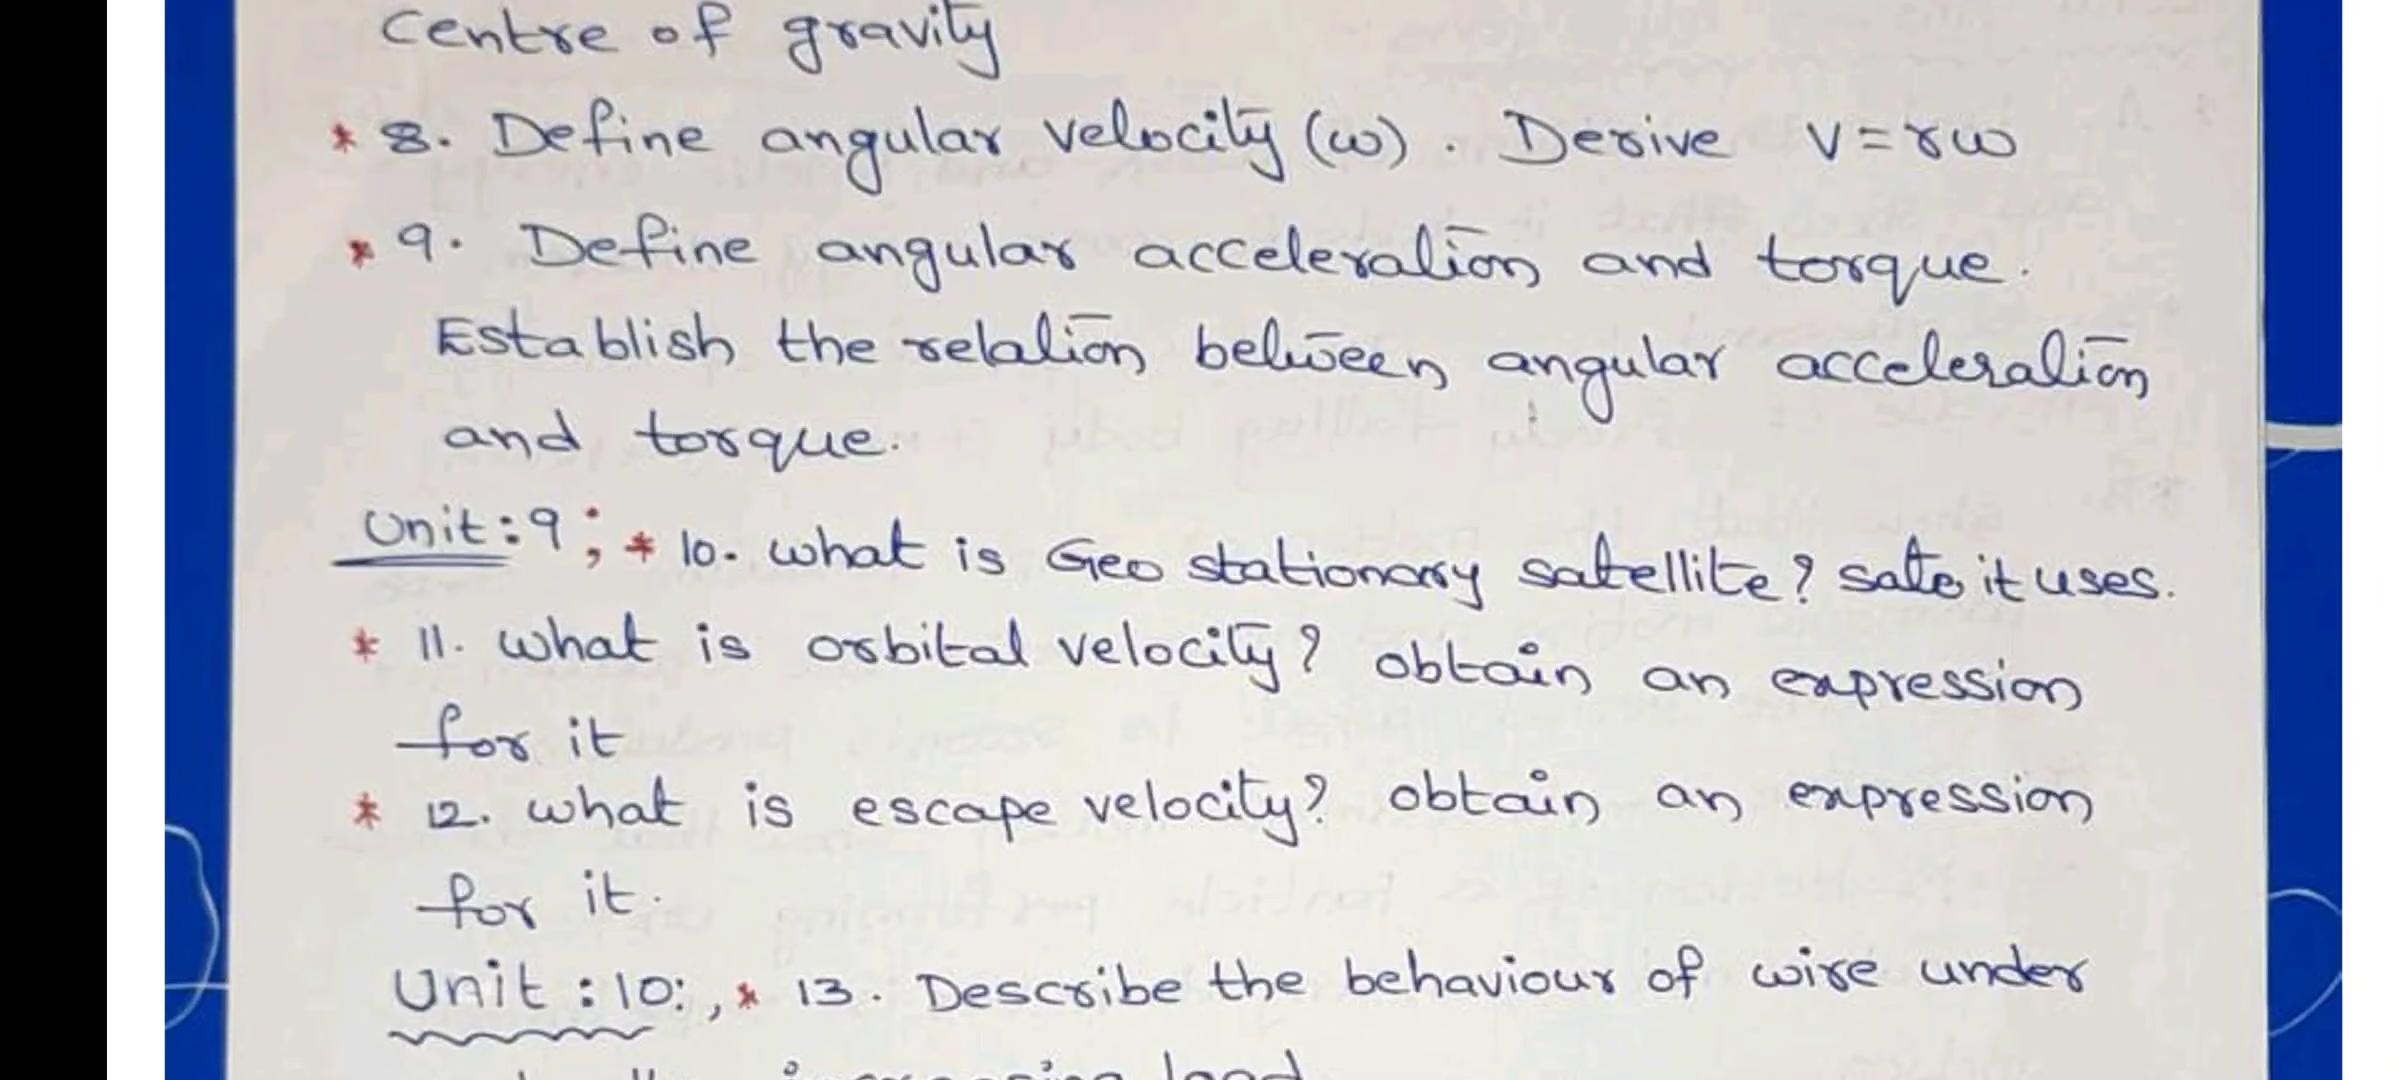 Centre of gravity
* 8. Define angular velocity (ω). Derive v=rω
* 9. Define angular acceleration and torque.
Establish the relation between angular acceleration
and torque.
Unit:9; * 10. what is Geo stationary satellite? sate it uses.
* 11. what is orbital velocity? obtain an expression
for it
* 12. what is escape velocity? obtain an expression
for it.
Unit:10:, * 13. Describe the behaviour of wire under
increasing load